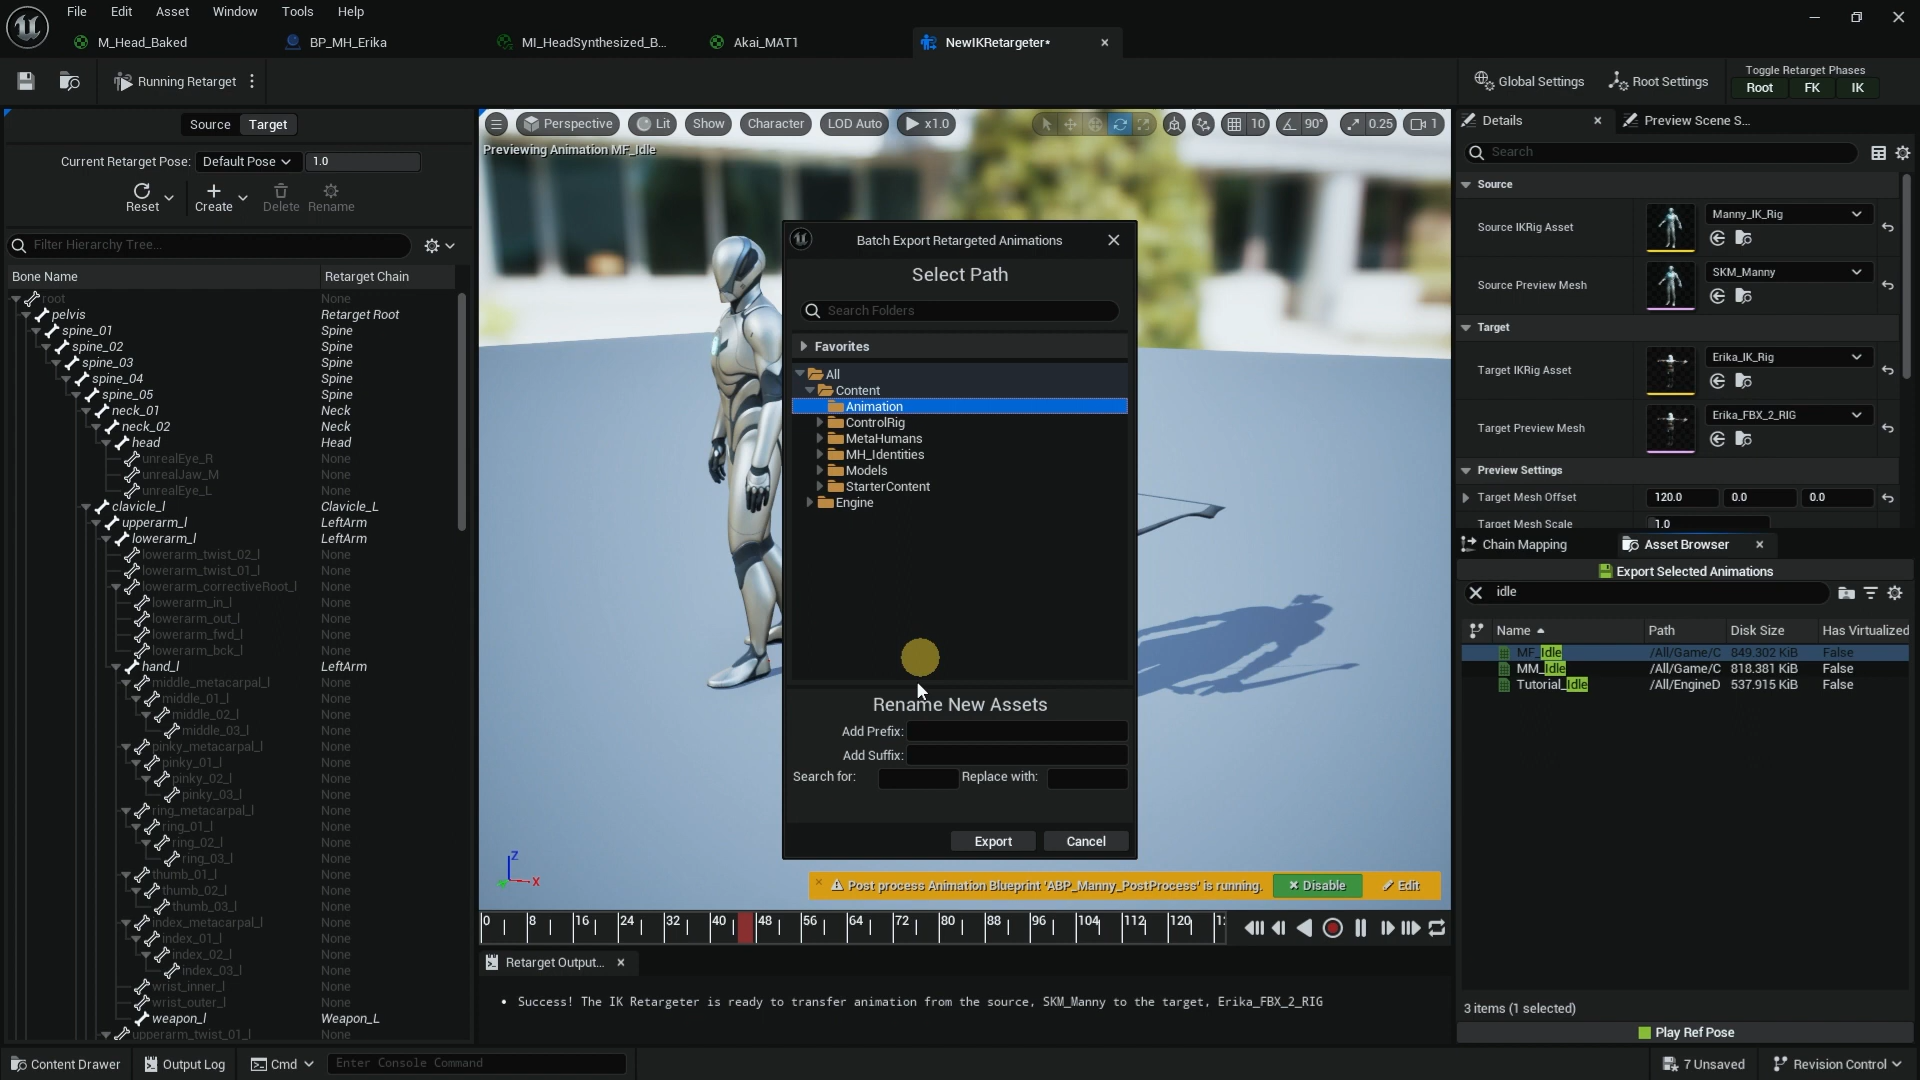 File Edit Asset Window Tools Help
M_Head_Baked BP_MH_Erika MI_HeadSynthesized_B... Akai_MAT1 NewIKRetargeter*
Running Retarget Global Settings Root Settings Toggle Retarget Phases
Root FK IK
Source Target
Current Retarget Pose: Default Pose 1.0
Reset Create Delete Rename
Filter Hierarchy Tree...
Bone Name Retarget Chain
root None
pelvis Retarget Root
spine_01 Spine
spine_02 Spine
spine_03 Spine
spine_04 Spine
spine_05 Spine
neck_01 Neck
neck_02 Neck
head Head
unrealEye_R None
unrealJaw_M None
unrealEye_L None
clavicle_l Clavicle_L
upperarm_l LeftArm
lowerarm_l LeftArm
lowerarm_twist_02_l None
lowerarm_twist_01_l None
lowerarm_correctiveRoot_l None
lowerarm_in_l None
lowerarm_out_l None
lowerarm_fwd_l None
lowerarm_bck_l None
hand_l LeftArm
middle_metacarpal_l None
middle_01_l None
middle_02_l None
middle_03_l None
pinky_metacarpal_l None
pinky_01_l None
pinky_02_l None
pinky_03_l None
ring_metacarpal_l None
ring_01_l None
ring_02_l None
ring_03_l None
thumb_01_l None
thumb_02_l None
thumb_03_l None
index_metacarpal_l None
index_01_l None
index_02_l None
index_03_l None
wrist_inner_l None
wrist_outer_l None
weapon_l Weapon_L
upperarm_twist_01_l None
Perspective Lit Show Character LOD Auto x1.0 10 90° 0.25 1
Previewing Animation MF_Idle
Batch Export Retargeted Animations
Select Path
Search Folders
Favorites
All
Content
Animation
ControlRig
MetaHumans
MH_Identities
Models
StarterContent
Engine
Rename New Assets
Add Prefix:
Add Suffix:
Search for: Replace with:
Export Cancel
Z
X
Post process Animation Blueprint 'ABP_Manny_PostProcess' is running. Disable Edit
0 8 16 24 32 40 48 56 64 72 80 88 96 104 112 120
Retarget Output...
• Success! The IK Retargeter is ready to transfer animation from the source, SKM_Manny to the target, Erika_FBX_2_RIG
Details Preview Scene S...
Search
Source
Source IKRig Asset Manny_IK_Rig
Source Preview Mesh SKM_Manny
Target
Target IKRig Asset Erika_IK_Rig
Target Preview Mesh Erika_FBX_2_RIG
Preview Settings
Target Mesh Offset 120.0 0.0 0.0
Target Mesh Scale 1.0
Chain Mapping Asset Browser
Export Selected Animations
idle
Name Path Disk Size Has Virtualized
MF_Idle /All/Game/C 849.302 KiB False
MM_Idle /All/Game/C 818.381 KiB False
Tutorial_Idle /All/EngineD 537.915 KiB False
3 items (1 selected)
Play Ref Pose
Content Drawer Output Log Cmd Enter Console Command 7 Unsaved Revision Control